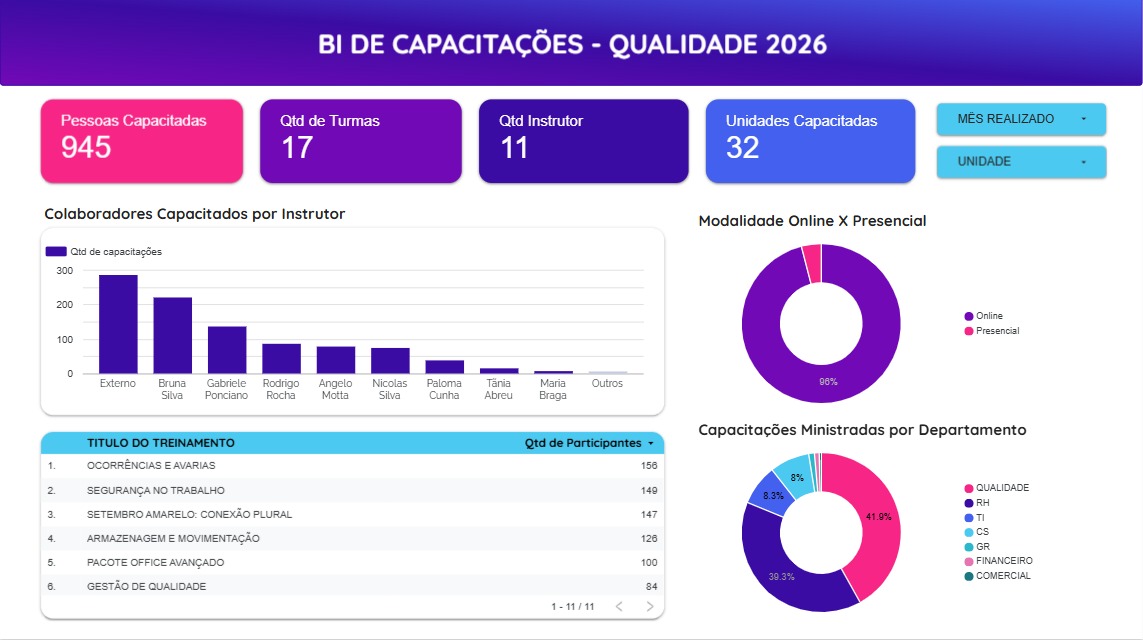 BI DE CAPACITAÇÕES - QUALIDADE 2026
Pessoas Capacitadas
945
Qtd de Turmas
17
Qtd Instrutor
11
Unidades Capacitadas
32
MÊS REALIZADO
UNIDADE
Colaboradores Capacitados por Instrutor
Qtd de capacitações
300
200
100
0
Externo
Bruna
Silva
Gabriele
Ponciano
Rodrigo
Rocha
Angelo
Motta
Nicolas
Silva
Paloma
Cunha
Tânia
Abreu
Maria
Braga
Outros
TITULO DO TREINAMENTO Qtd de Participantes
1. OCORRÊNCIAS E AVARIAS 156
2. SEGURANÇA NO TRABALHO 149
3. SETEMBRO AMARELO: CONEXÃO PLURAL 147
4. ARMAZENAGEM E MOVIMENTAÇÃO 126
5. PACOTE OFFICE AVANÇADO 100
6. GESTÃO DE QUALIDADE 84
1 - 11 / 11
Modalidade Online X Presencial
96%
Online
Presencial
Capacitações Ministradas por Departamento
8%
8.3%
41.9%
39.3%
QUALIDADE
RH
TI
CS
GR
FINANCEIRO
COMERCIAL